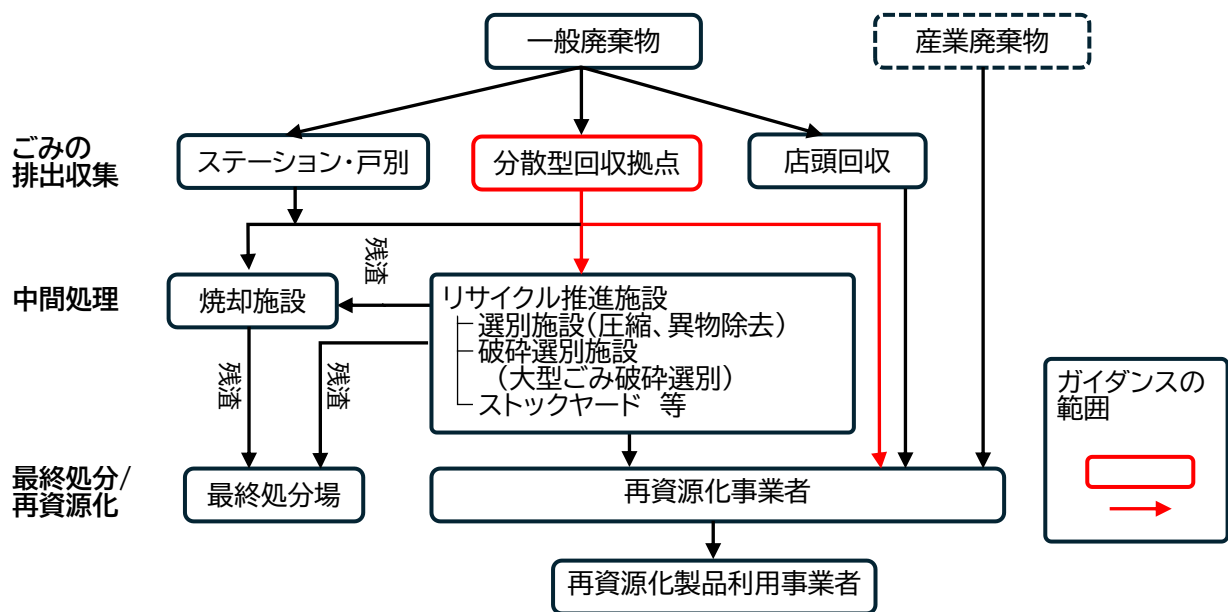 一般廃棄物
産業廃棄物
ごみの
排出収集
ステーション・戸別
分散型回収拠点
店頭回収
残渣
中間処理
焼却施設
リサイクル推進施設
選別施設(圧縮、異物除去)
破砕選別施設
(大型ごみ破砕選別)
ストックヤード 等
残渣
残渣
ガイダンスの
範囲
最終処分/
再資源化
最終処分場
再資源化事業者
再資源化製品利用事業者